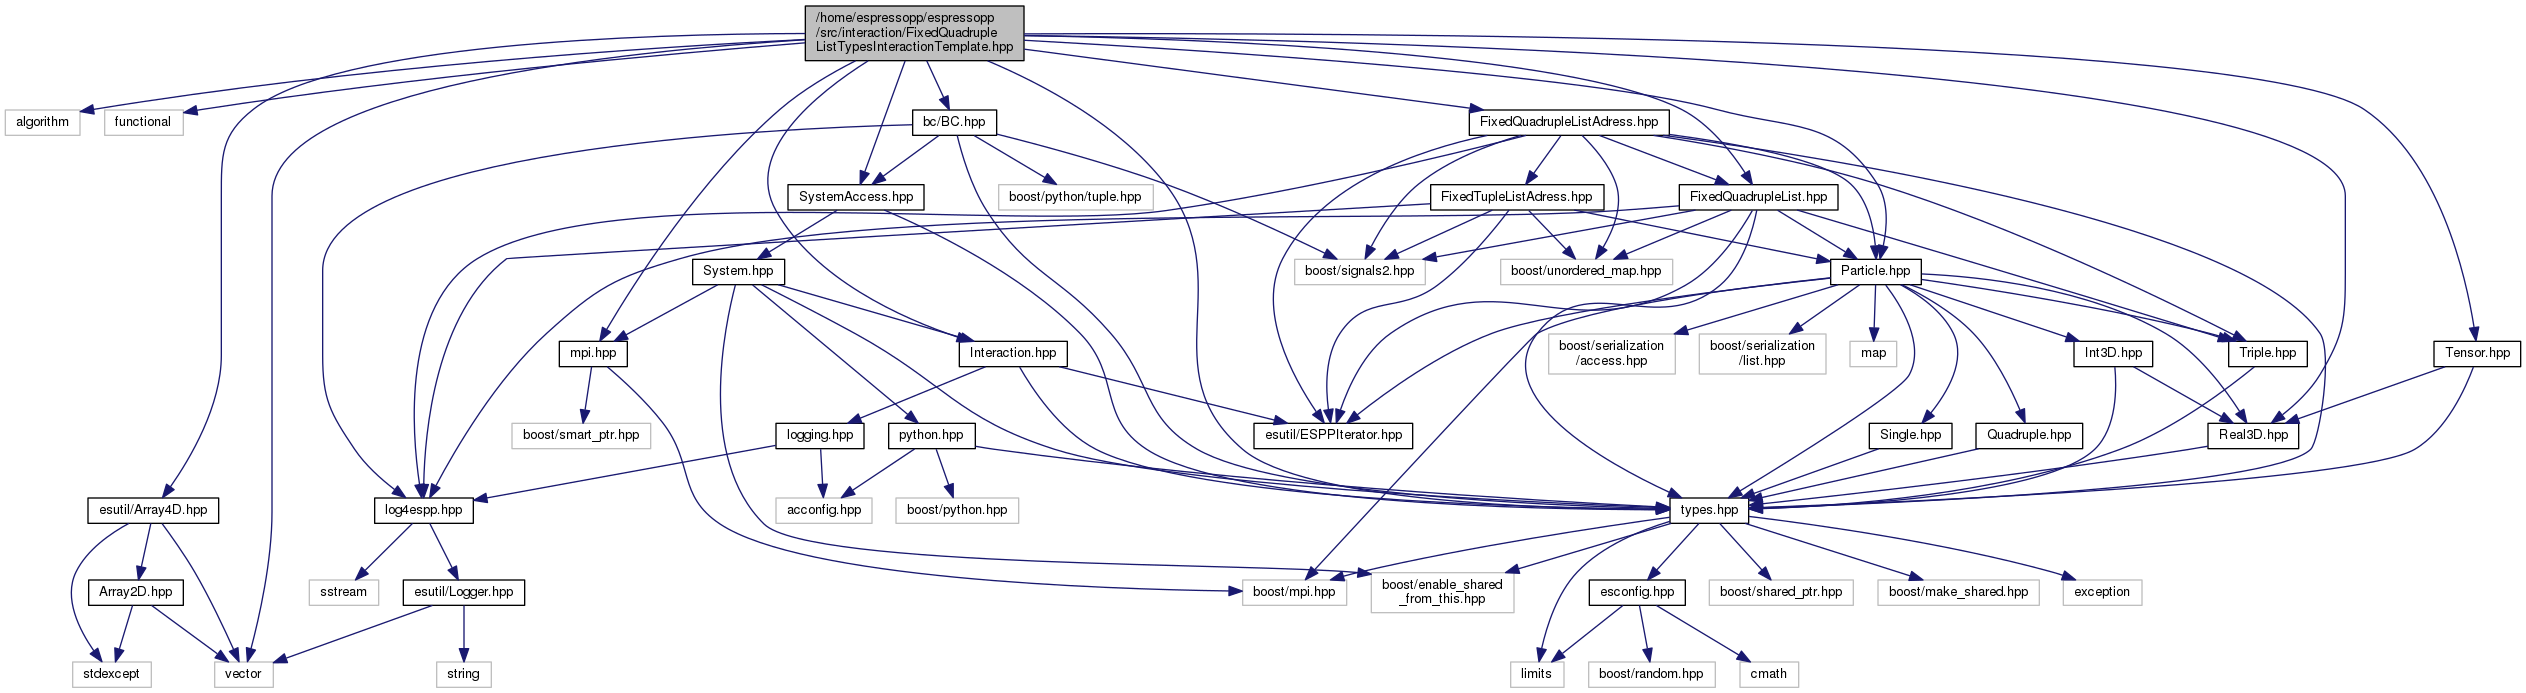 /home/espressopp/espressopp
/src/interaction/FixedQuadruple
ListTypesInteractionTemplate.hpp
algorithm
functional
bc/BC.hpp
FixedQuadrupleListAdress.hpp
SystemAccess.hpp
boost/python/tuple.hpp
FixedTupleListAdress.hpp
FixedQuadrupleList.hpp
System.hpp
boost/signals2.hpp
boost/unordered_map.hpp
Particle.hpp
mpi.hpp
Interaction.hpp
boost/serialization
/access.hpp
boost/serialization
/list.hpp
map
Int3D.hpp
Triple.hpp
Tensor.hpp
boost/smart_ptr.hpp
logging.hpp
python.hpp
esutil/ESPPIterator.hpp
Single.hpp
Quadruple.hpp
Real3D.hpp
esutil/Array4D.hpp
log4espp.hpp
acconfig.hpp
boost/python.hpp
types.hpp
Array2D.hpp
sstream
esutil/Logger.hpp
boost/mpi.hpp
boost/enable_shared
_from_this.hpp
esconfig.hpp
boost/shared_ptr.hpp
boost/make_shared.hpp
exception
stdexcept
vector
string
limits
boost/random.hpp
cmath